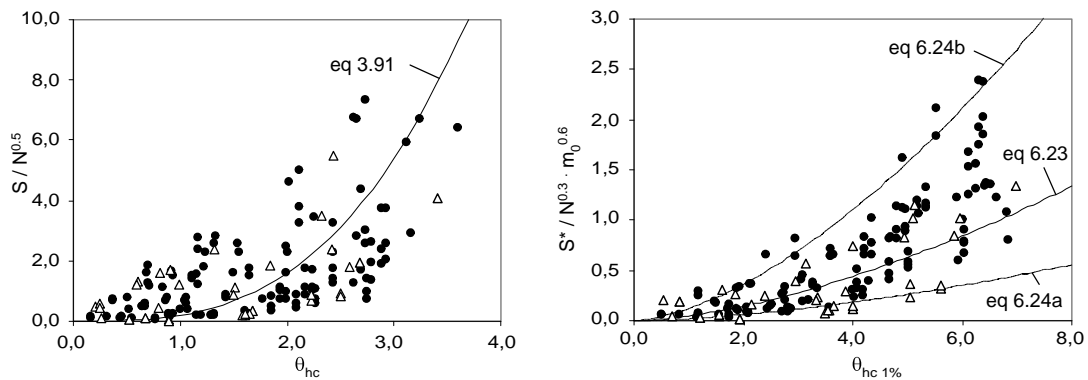 10,0
8,0
6,0
4,0
2,0
0,0
S / N^0.5
eq 3.91
0,0 1,0 2,0 3,0 4,0
θhc
3,0
2,5
2,0
1,5
1,0
0,5
0,0
S* / N^0.3 · m0^0.6
eq 6.24b
eq 6.23
eq 6.24a
0,0 2,0 4,0 6,0 8,0
θhc 1%